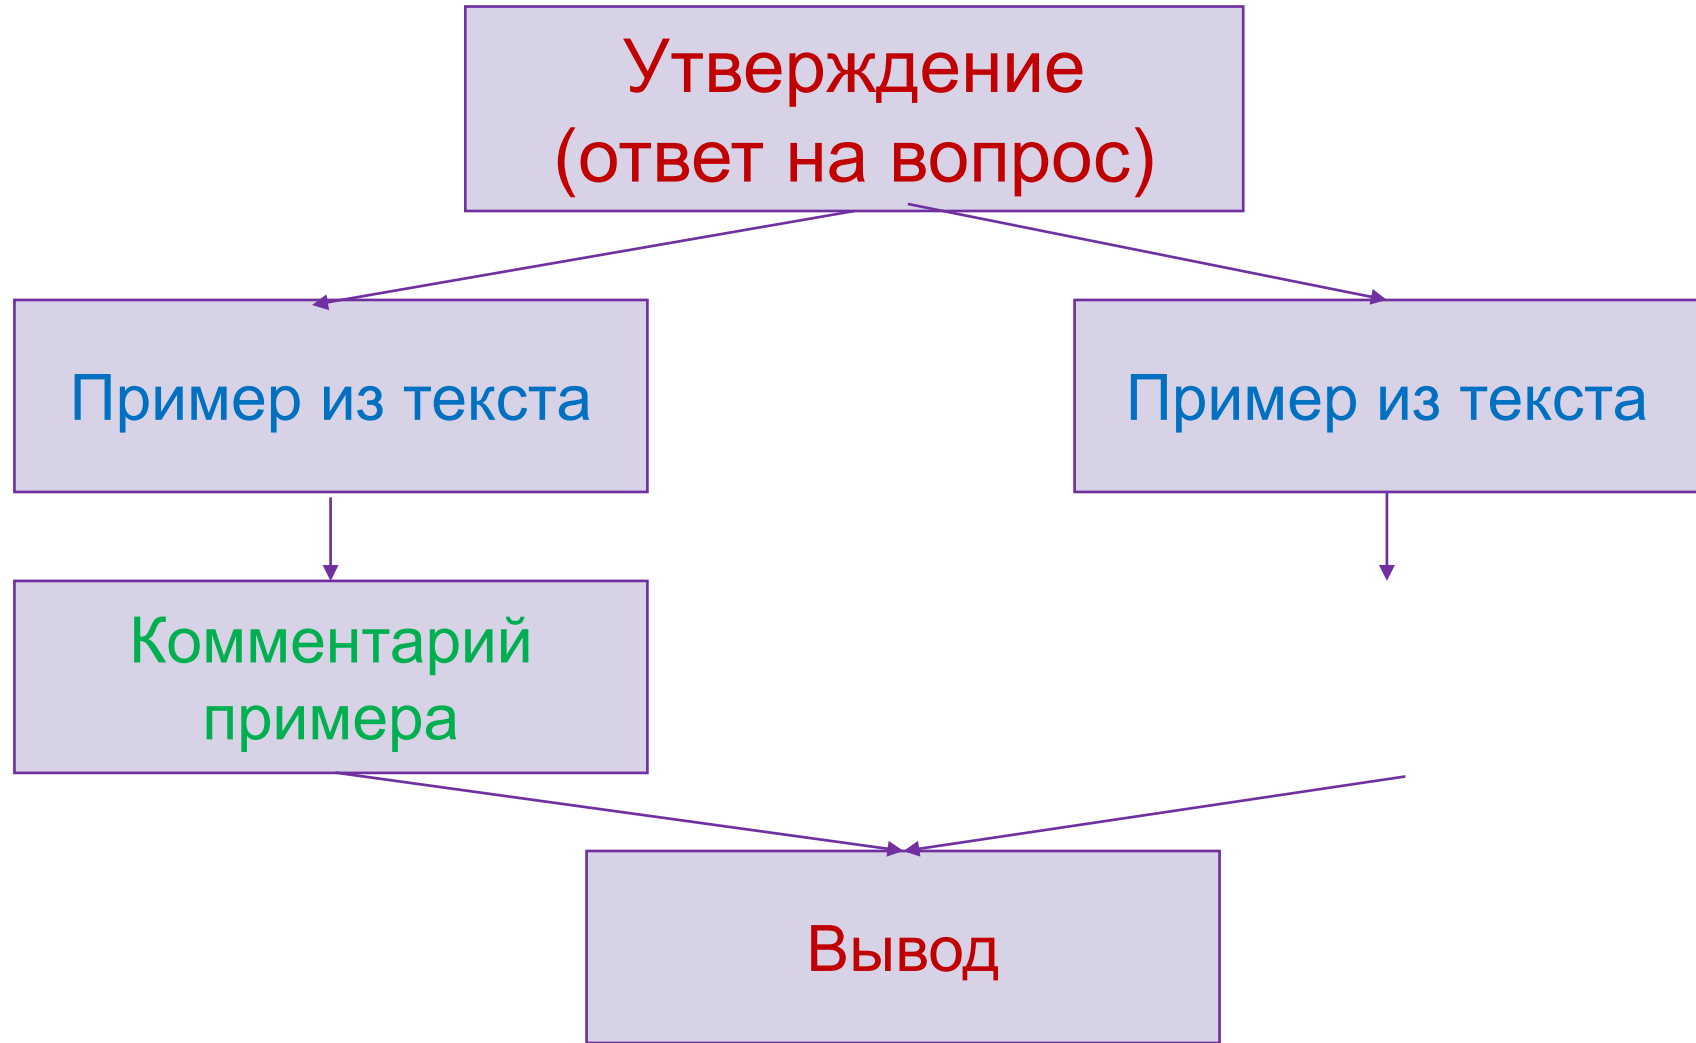 Утверждение
(ответ на вопрос)
Пример из текста
Пример из текста
Комментарий
примера
Вывод